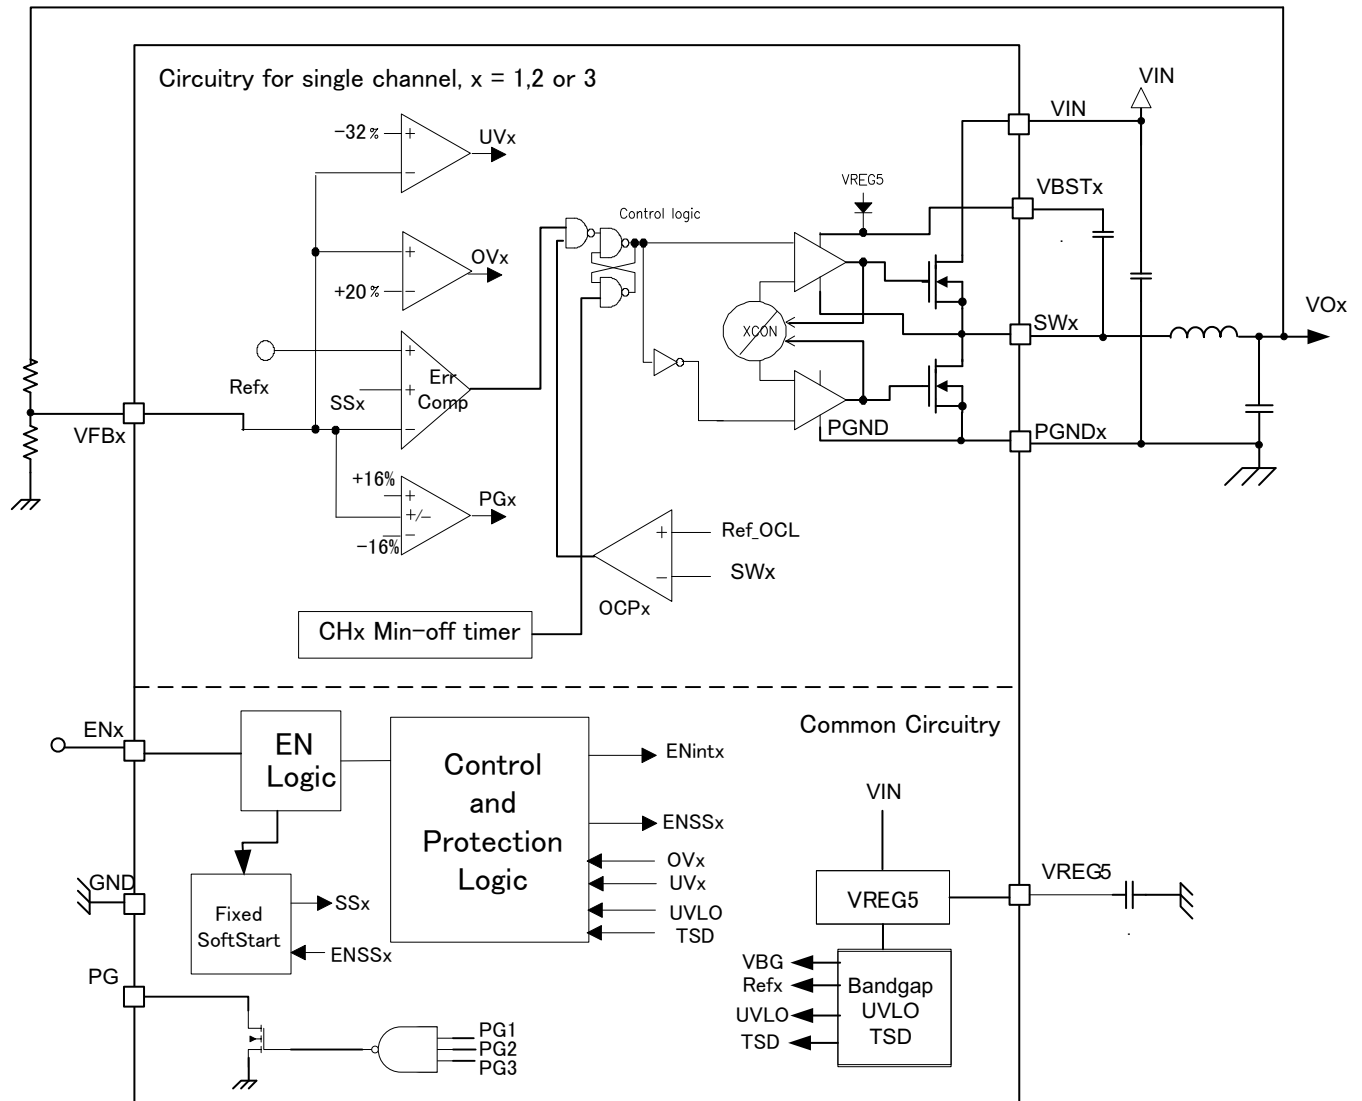 Circuitry for single channel, x = 1,2 or 3
VIN
VIN
-32%
+
-
UVx
VREG5
VBSTx
Control logic
+
-
OVx
+20%
XCON
SWx
VOx
Refx
+
SSx
+
-
Err
Comp
VFBx
PGND
PGNDx
+16%
+
+/-
-
-16%
PGx
+
Ref_OCL
-
SWx
OCPx
CHx Min-off timer
Common Circuitry
ENx
EN
Logic
Control
and
Protection
Logic
ENintx
ENSSx
OVx
UVx
UVLO
TSD
VIN
VREG5
VREG5
GND
Fixed
SoftStart
SSx
ENSSx
VBG
Refx
UVLO
TSD
Bandgap
UVLO
TSD
PG
PG1
PG2
PG3